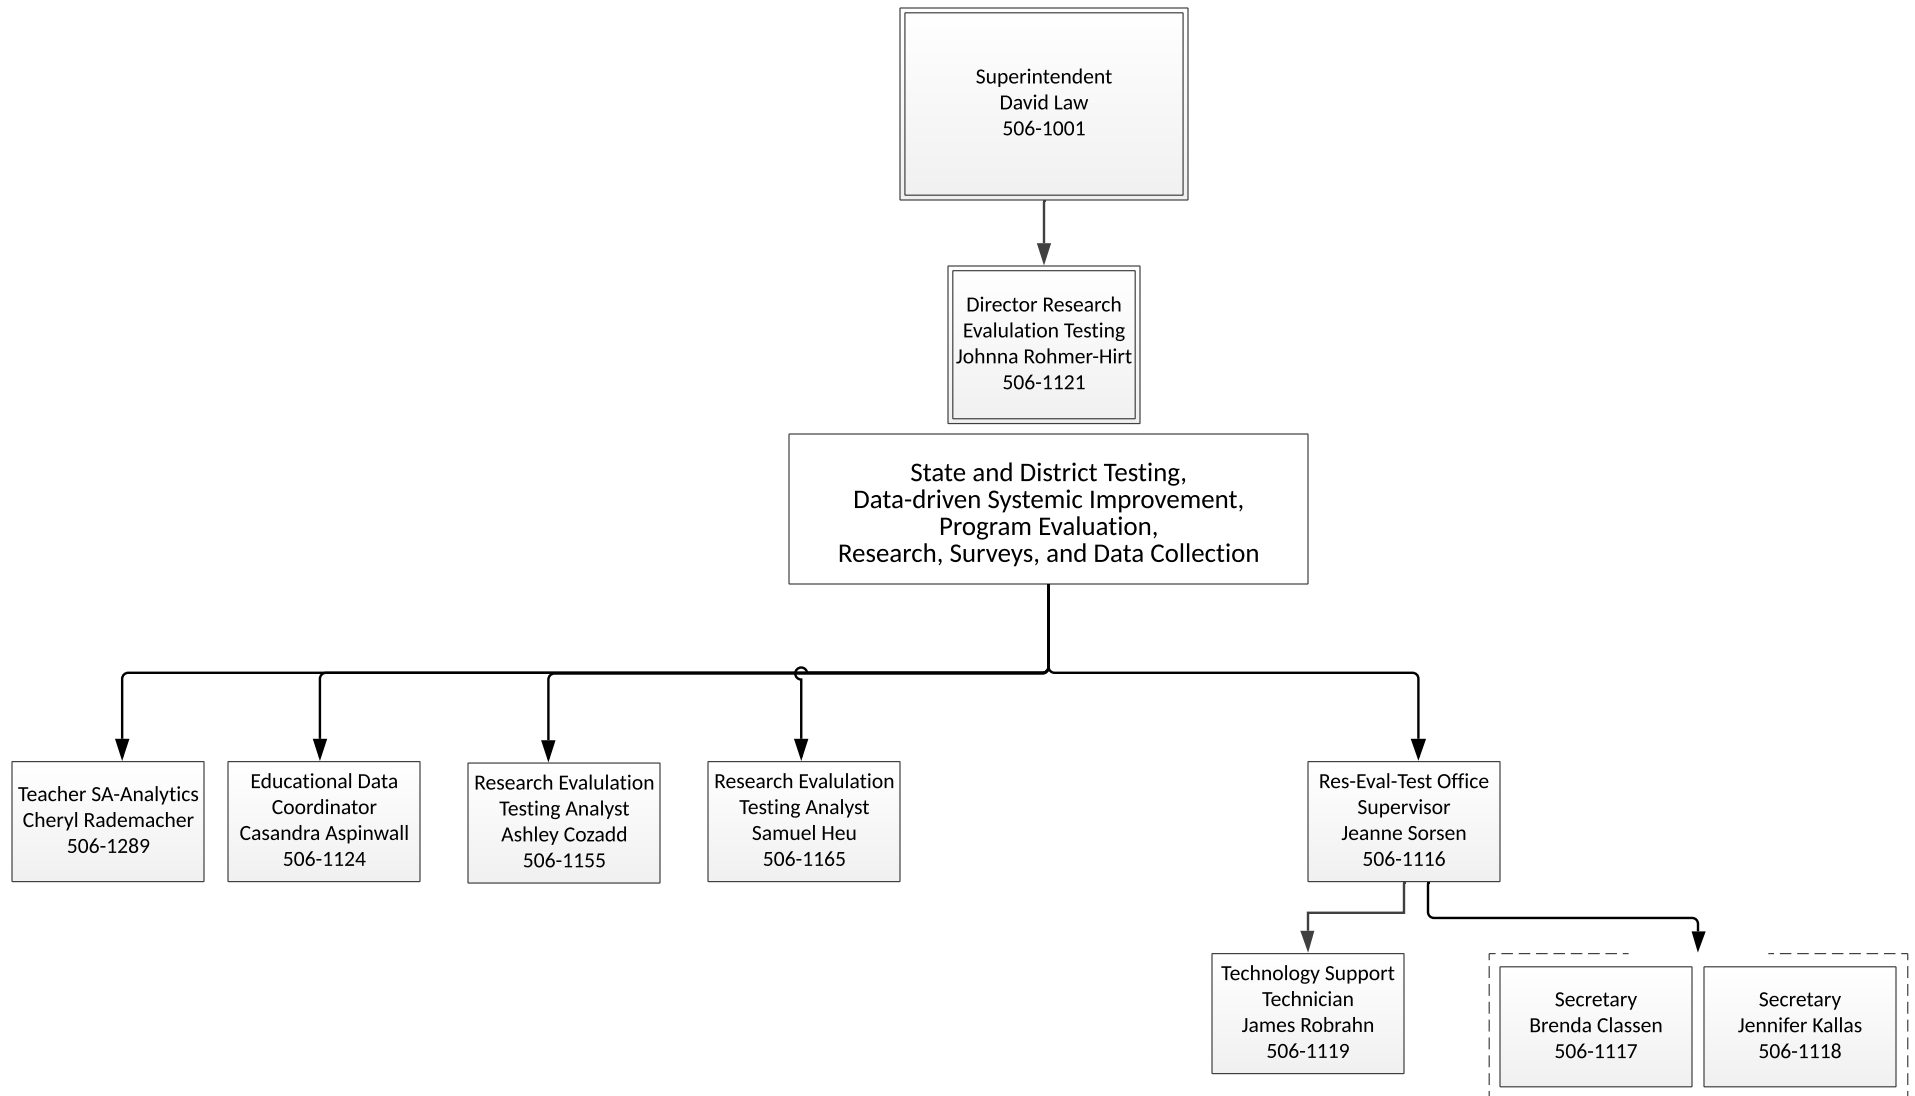 Superintendent
David Law
506-1001
Director Research
Evalulation Testing
Johnna Rohmer-Hirt
506-1121
State and District Testing,
Data-driven Systemic Improvement,
Program Evaluation,
Research, Surveys, and Data Collection
Teacher SA-Analytics
Cheryl Rademacher
506-1289
Educational Data
Coordinator
Casandra Aspinwall
506-1124
Research Evalulation
Testing Analyst
Ashley Cozadd
506-1155
Research Evalulation
Testing Analyst
Samuel Heu
506-1165
Res-Eval-Test Office
Supervisor
Jeanne Sorsen
506-1116
Technology Support
Technician
James Robrahn
506-1119
Secretary
Brenda Classen
506-1117
Secretary
Jennifer Kallas
506-1118